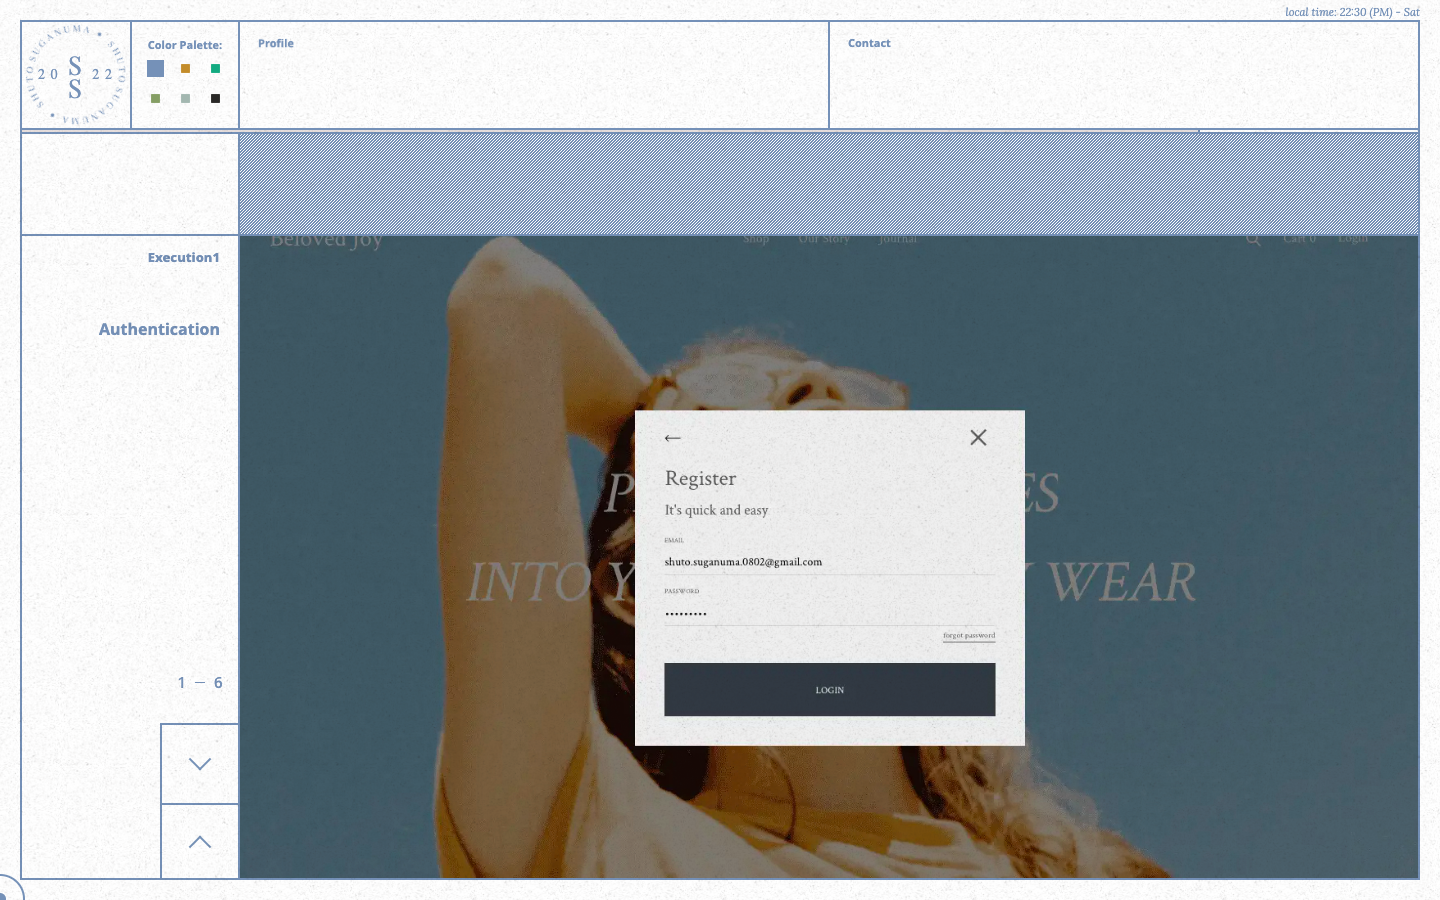 local time: 22:30 (PM) - Sat
SHUTO SUGANUMA • SHUTO SUGANUMA • SHUTO SUGANUMA •
20 SS 22
Color Palette:
Profile
Contact
Beloved Joy
Shop
Our Story
Journal
Cart 0
Login
Execution1
Authentication
Register
It's quick and easy
EMAIL
shuto.suganuma.0802@gmail.com
PASSWORD
forgot password
LOGIN
INTO
WEAR
1 — 6